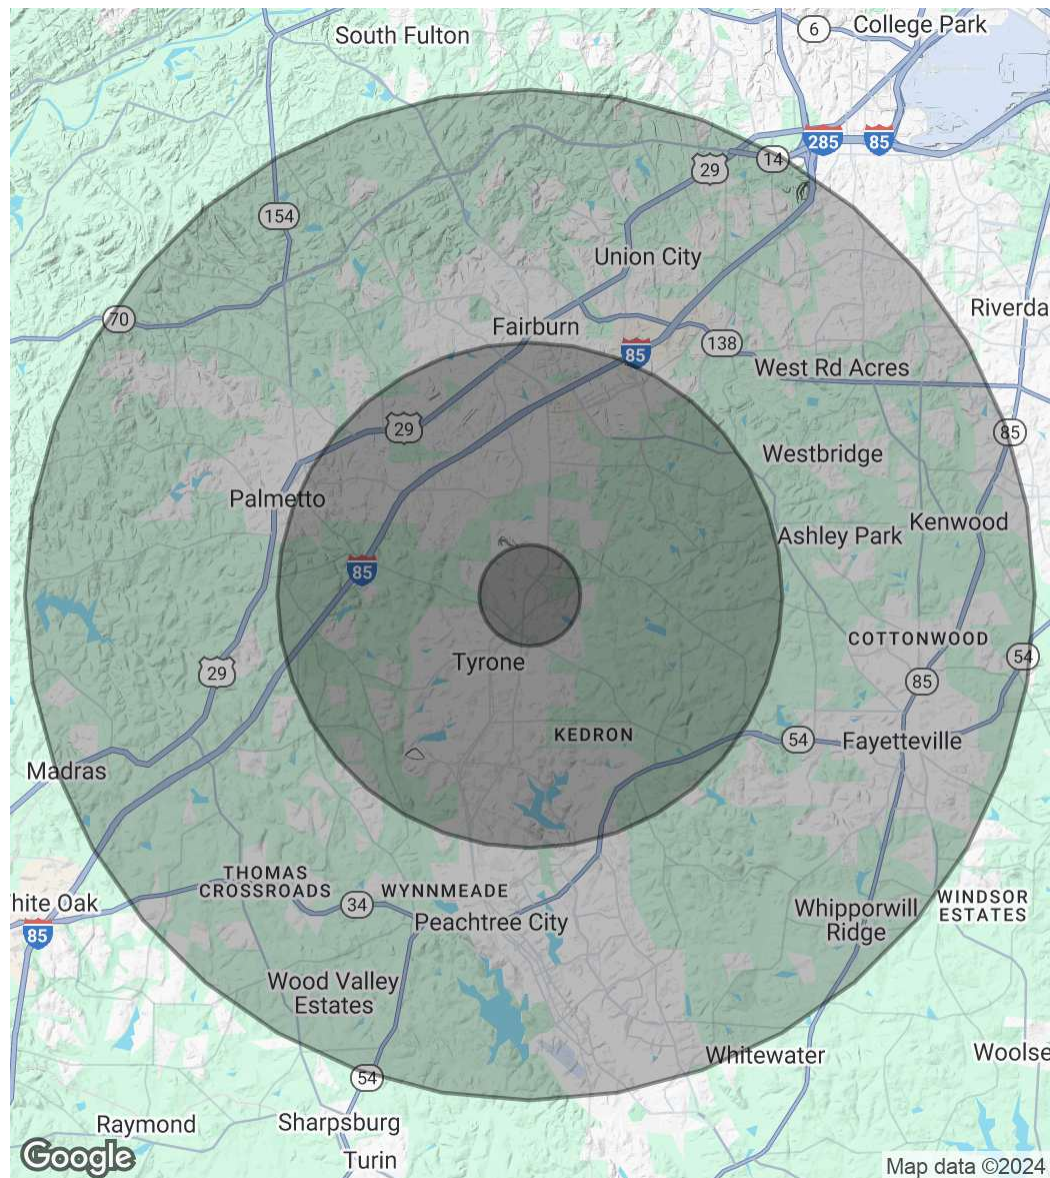 College Park
6
South Fulton
285
85
14
29
154
Union City
Riverda
70
Fairburn
138
85
West Rd Acres
29
85
Westbridge
Palmetto
Kenwood
Ashley Park
85
COTTONWOOD
54
Tyrone
29
85
KEDRON
54
Fayetteville
Madras
THOMAS
CROSSROADS
WYNNMEADE
hite Oak
34
Peachtree City
Whipporwill
Ridge
WINDSOR
ESTATES
85
Wood Valley
Estates
Whitewater
Woolse
54
Raymond
Sharpsburg
Turin
Google
Map data ©2024